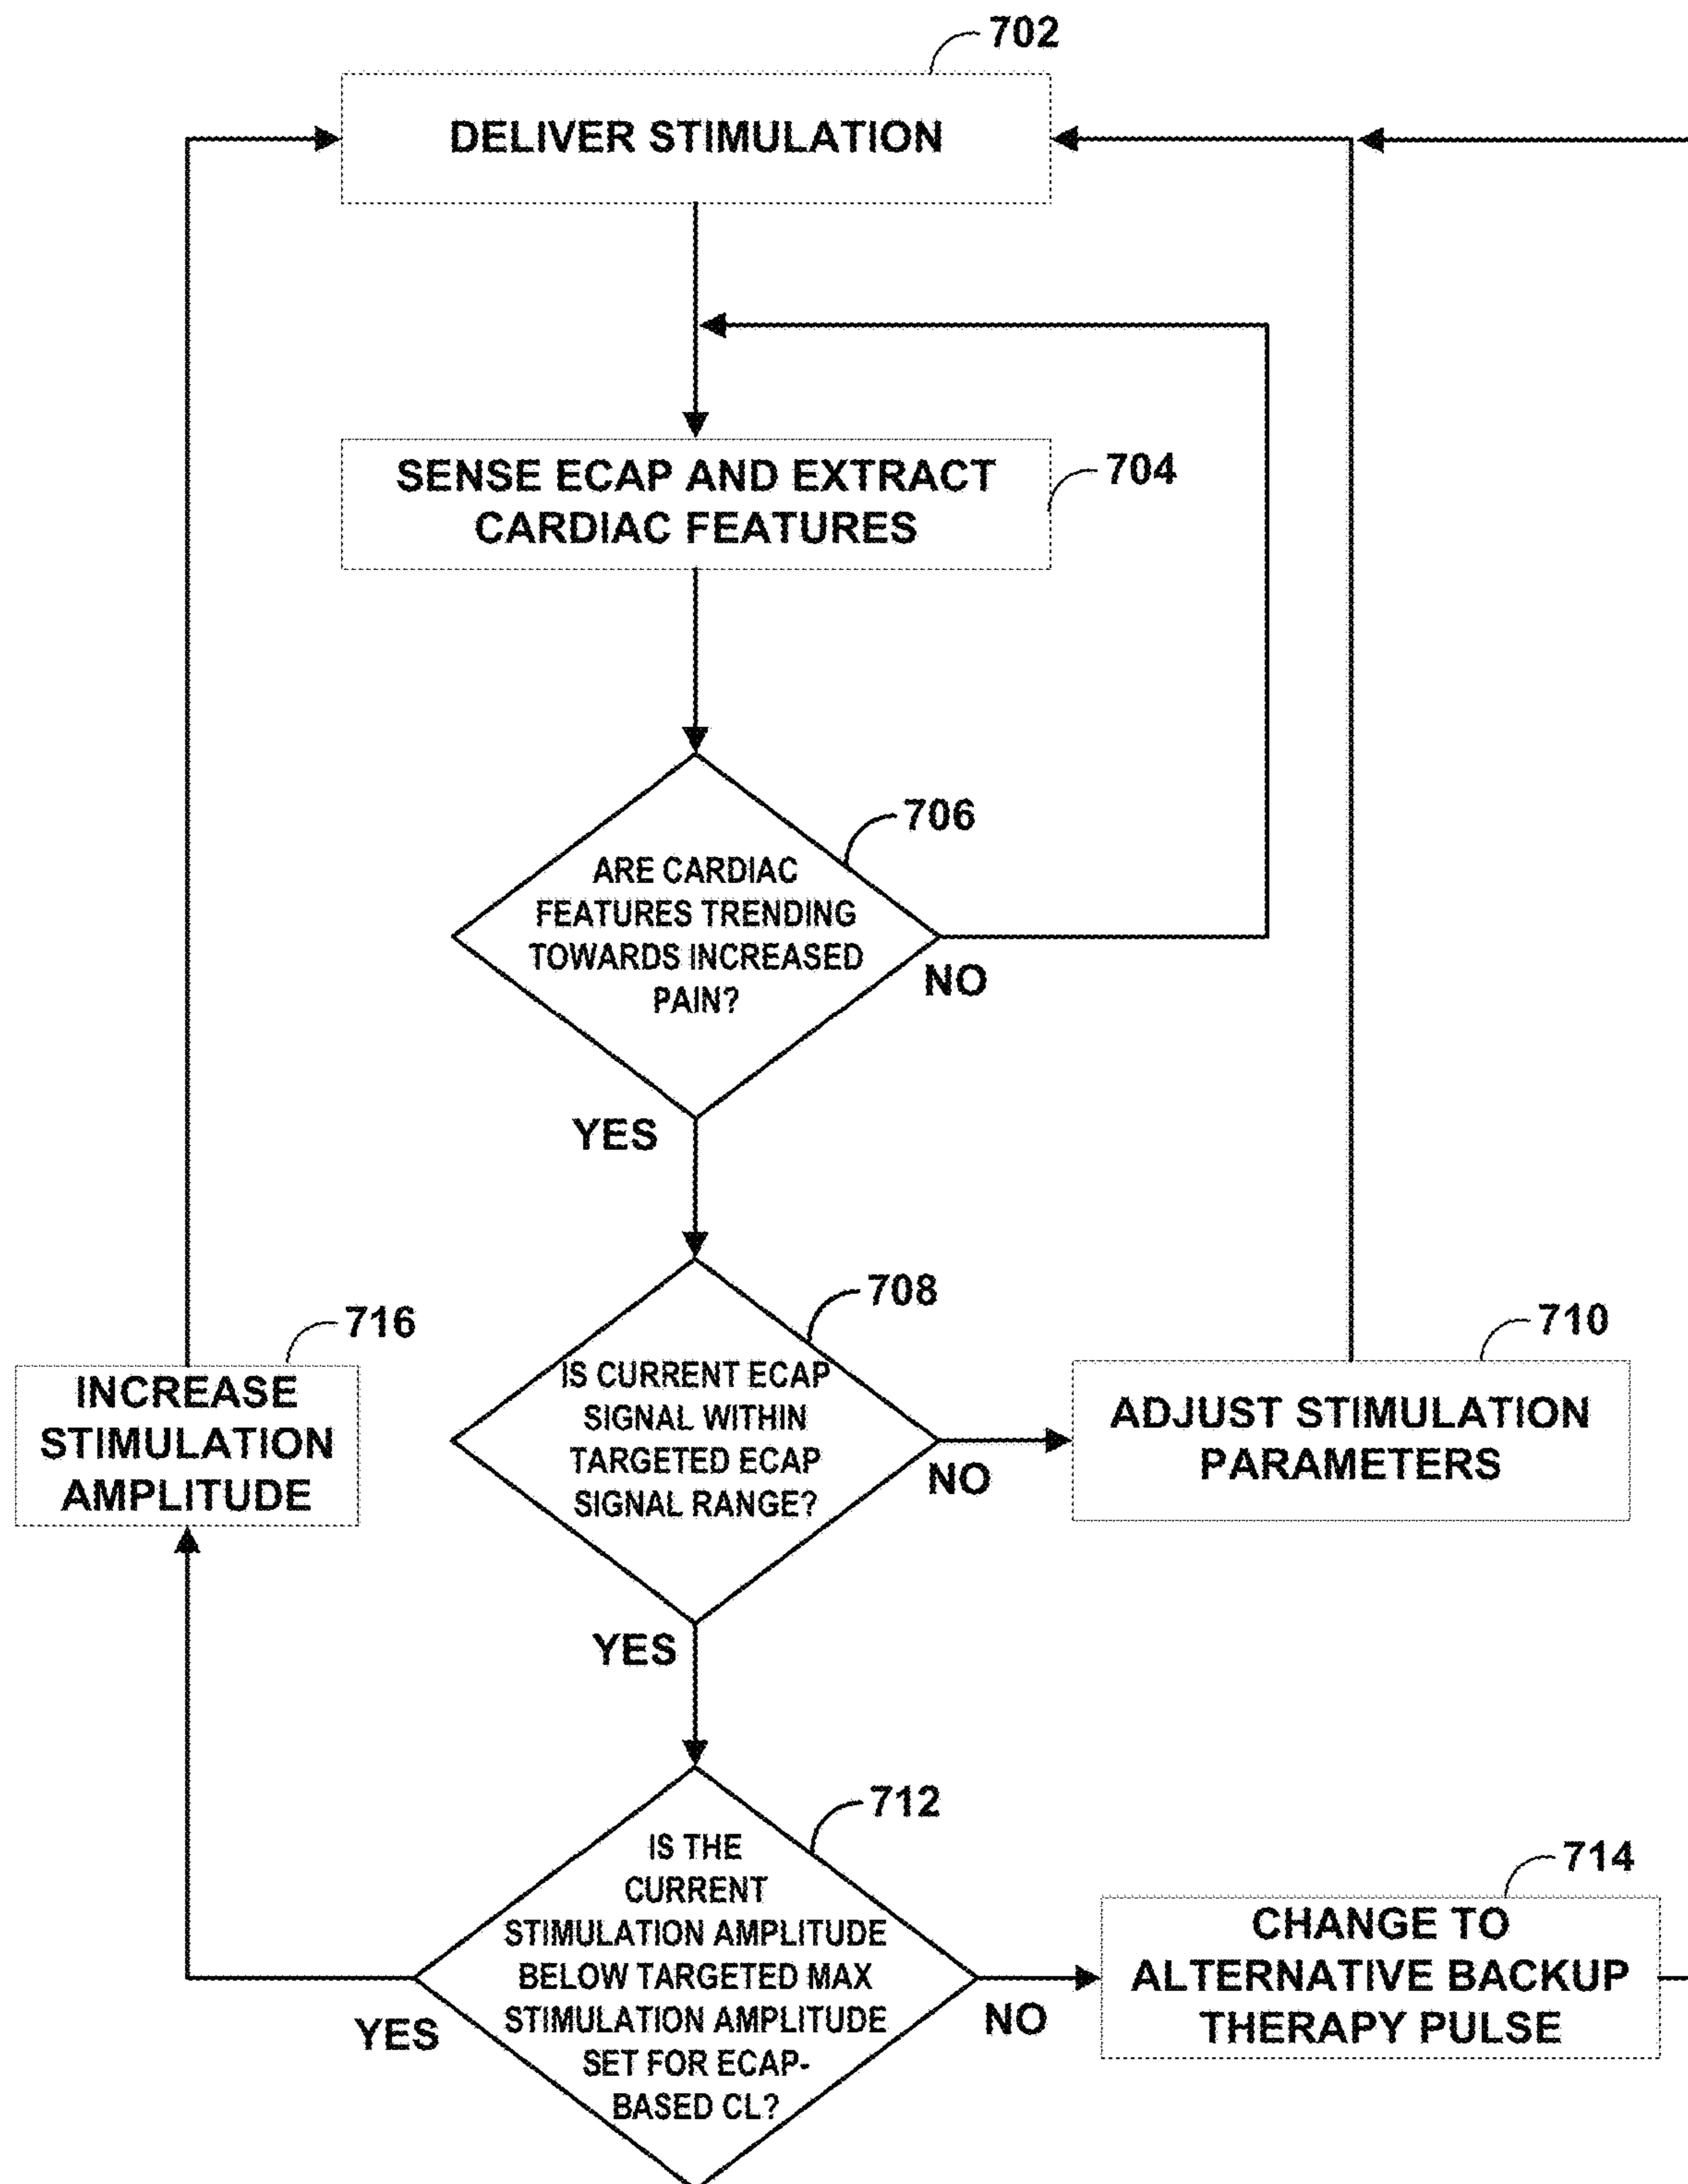 702
DELIVER STIMULATION
SENSE ECAP AND EXTRACT
CARDIAC FEATURES
704
706
ARE CARDIAC
FEATURES TRENDING
TOWARDS INCREASED
PAIN?
NO
YES
708
IS CURRENT ECAP
SIGNAL WITHIN
TARGETED ECAP
SIGNAL RANGE?
NO
YES
710
ADJUST STIMULATION
PARAMETERS
716
INCREASE
STIMULATION
AMPLITUDE
712
IS THE
CURRENT
STIMULATION AMPLITUDE
BELOW TARGETED MAX
STIMULATION AMPLITUDE
SET FOR ECAP-
BASED CL?
YES
NO
714
CHANGE TO
ALTERNATIVE BACKUP
THERAPY PULSE